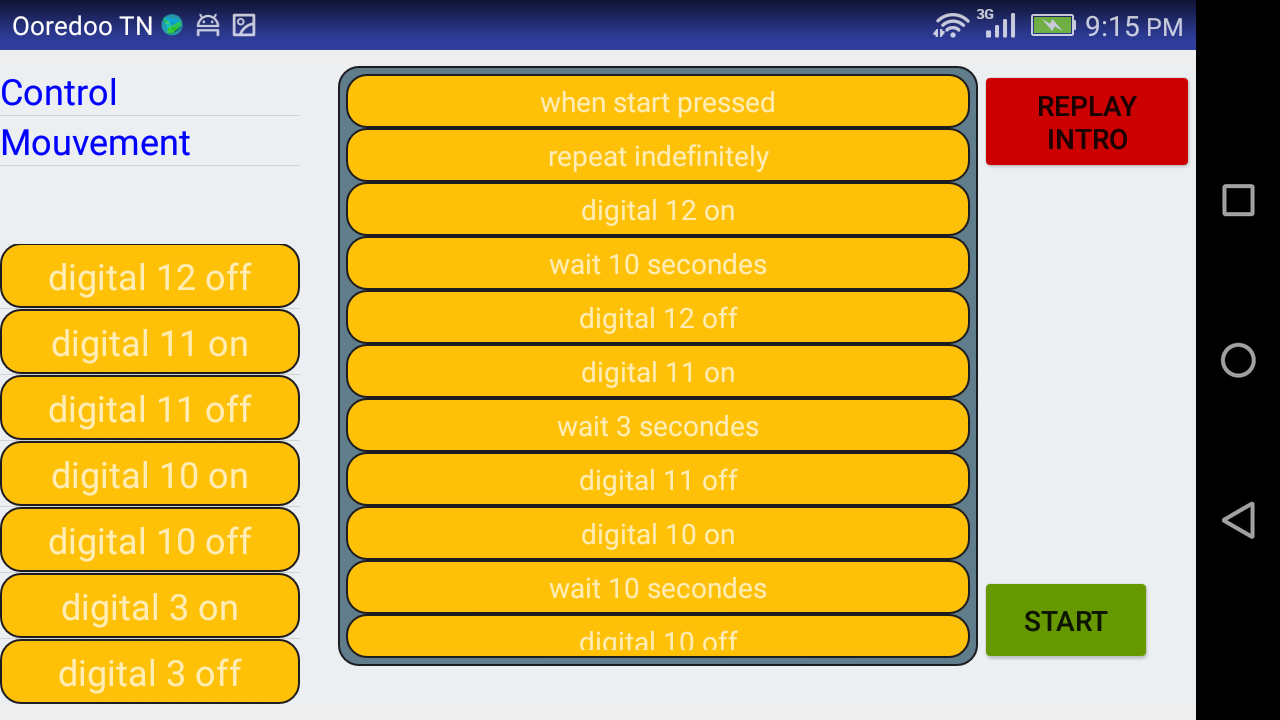 Ooredoo TN
3G
9:15 PM
Control
Mouvement
digital 12 off
digital 11 on
digital 11 off
digital 10 on
digital 10 off
digital 3 on
digital 3 off
when start pressed
repeat indefinitely
digital 12 on
wait 10 secondes
digital 12 off
digital 11 on
wait 3 secondes
digital 11 off
digital 10 on
wait 10 secondes
digital 10 off
REPLAY
INTRO
START